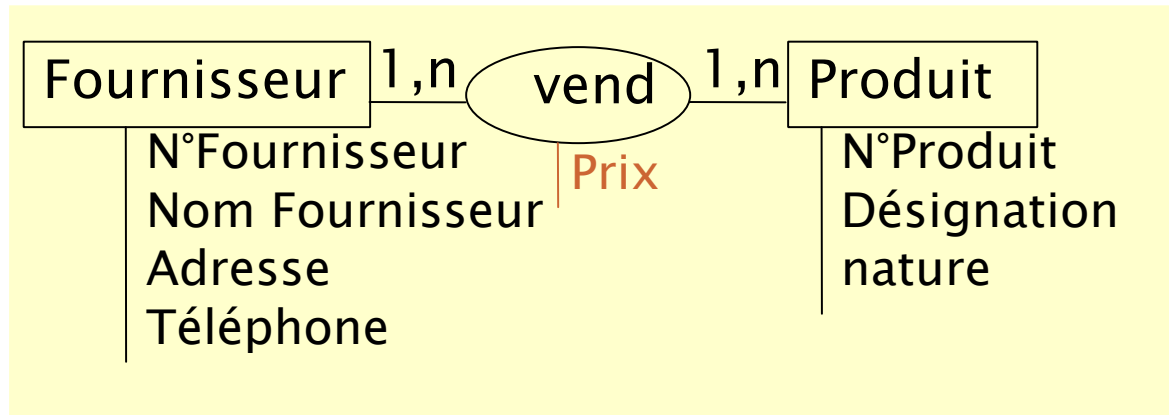 Fournisseur 1,n vend 1,n Produit
N°Fournisseur
Nom Fournisseur
Adresse
Téléphone
Prix
N°Produit
Désignation
nature